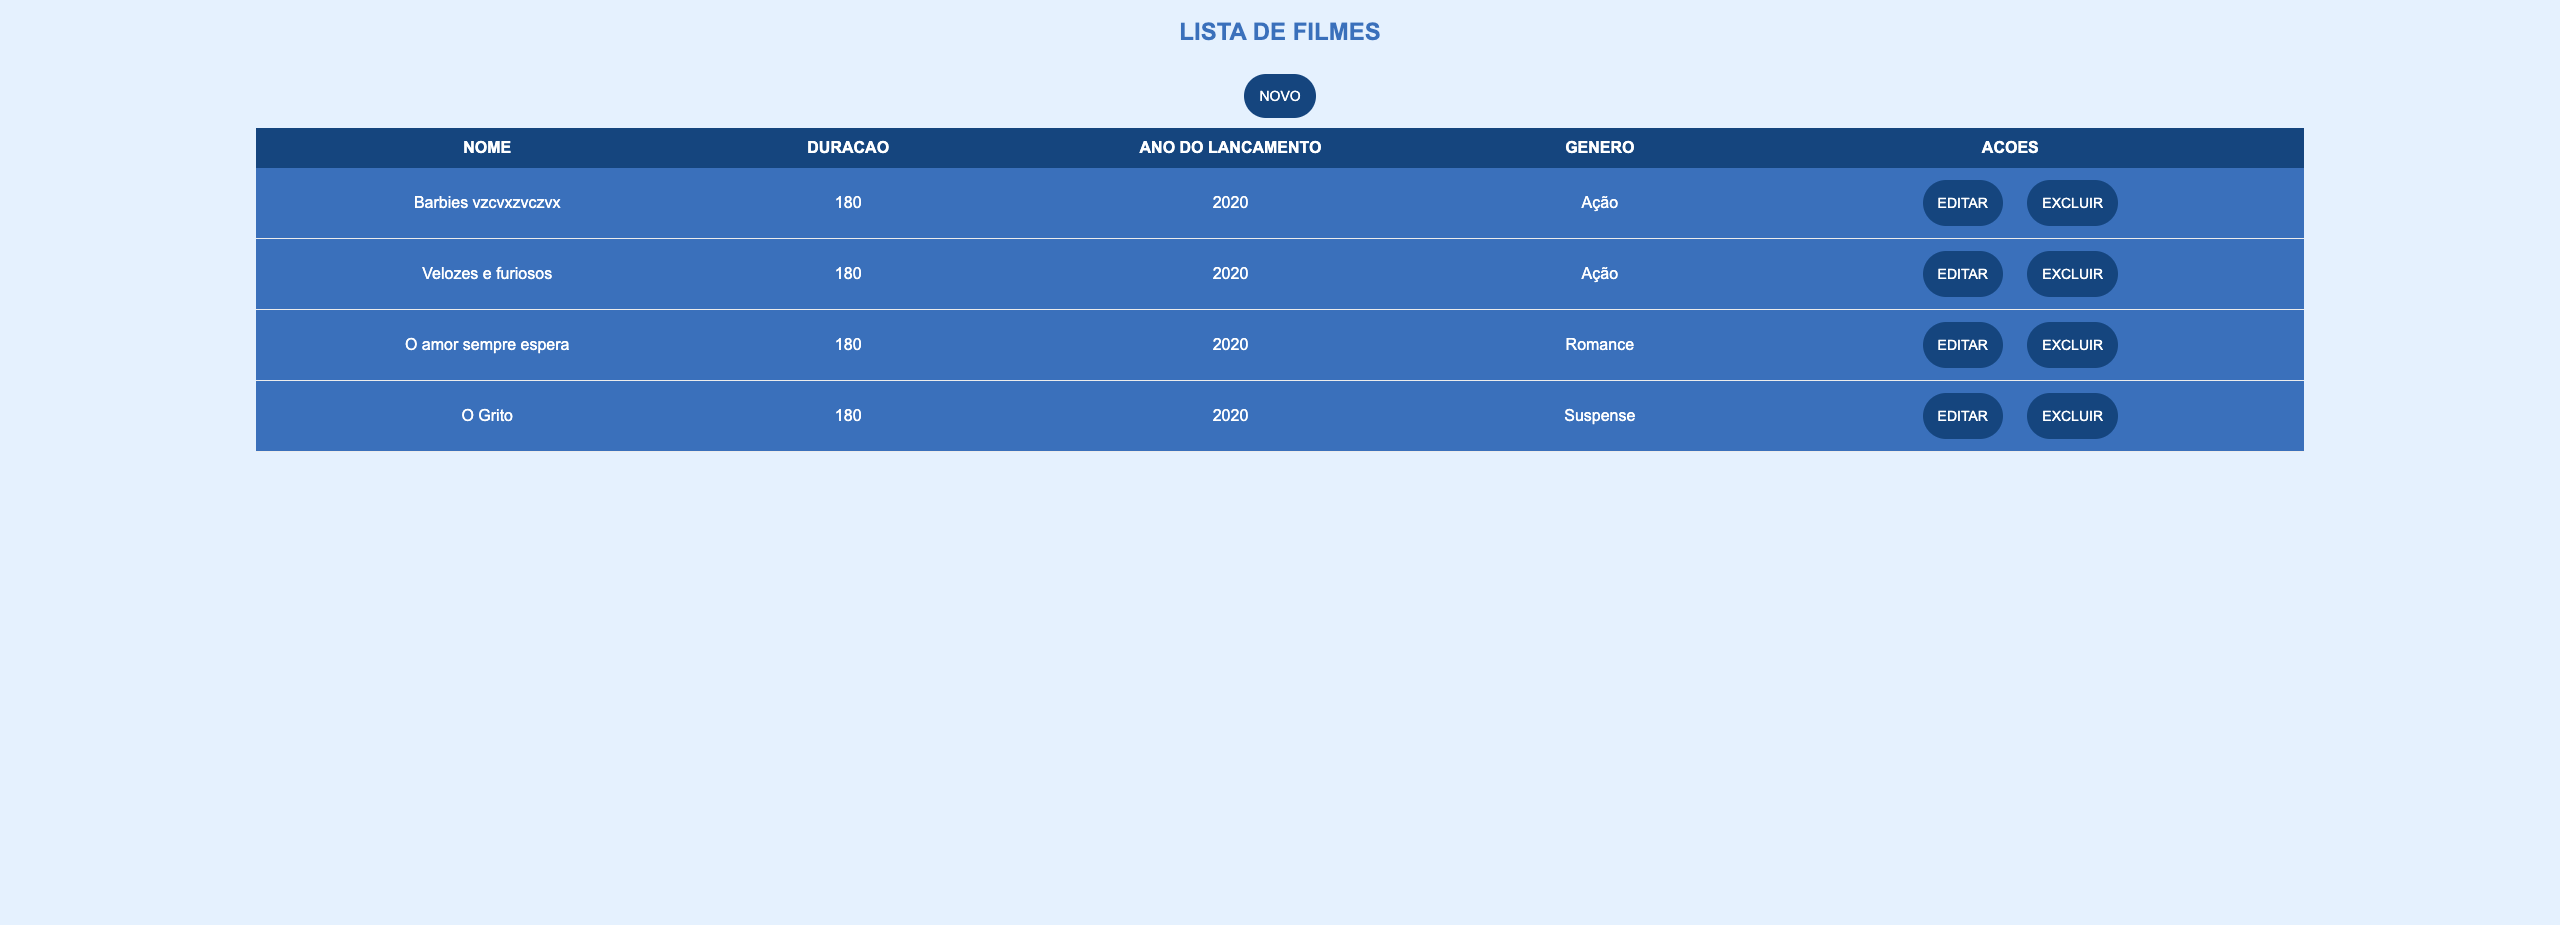 LISTA DE FILMES
NOVO
NOME DURACAO ANO DO LANCAMENTO GENERO ACOES
Barbies vzcvxzvczvx 180 2020 Ação EDITAR EXCLUIR
Velozes e furiosos 180 2020 Ação EDITAR EXCLUIR
O amor sempre espera 180 2020 Romance EDITAR EXCLUIR
O Grito 180 2020 Suspense EDITAR EXCLUIR